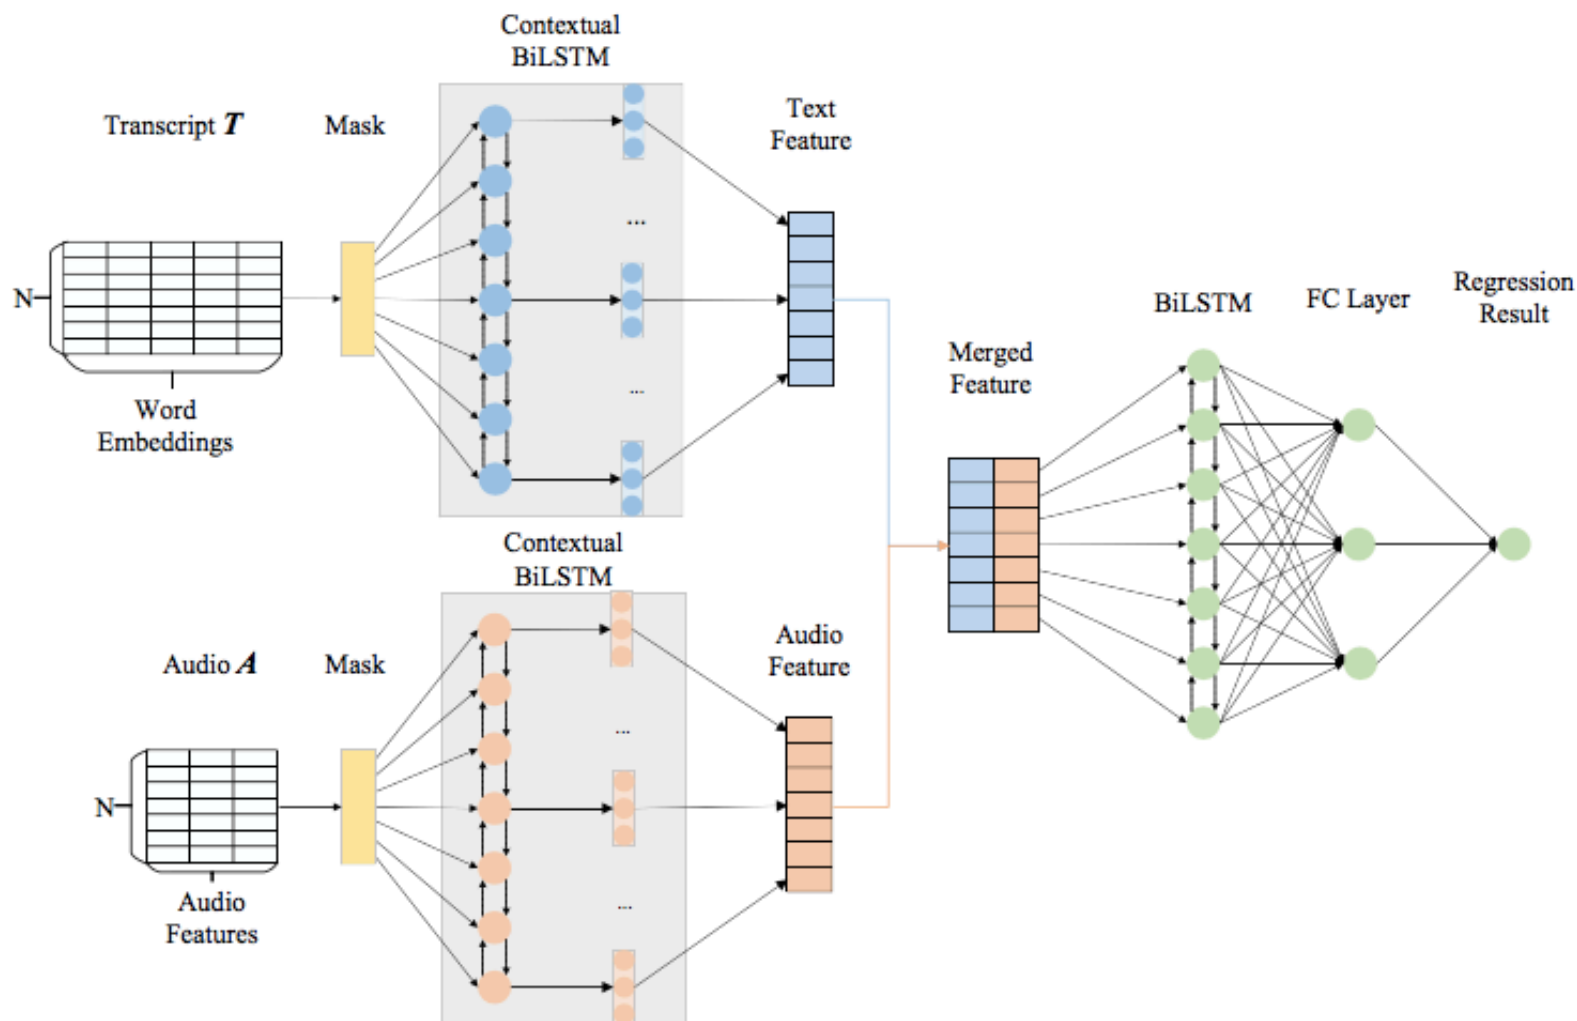 Contextual
BiLSTM
Transcript T
Mask
Text
Feature
N
Word
Embeddings
...
...
Contextual
BiLSTM
Audio A
Mask
Audio
Feature
N
Audio
Features
...
...
Merged
Feature
BiLSTM
FC Layer
Regression
Result